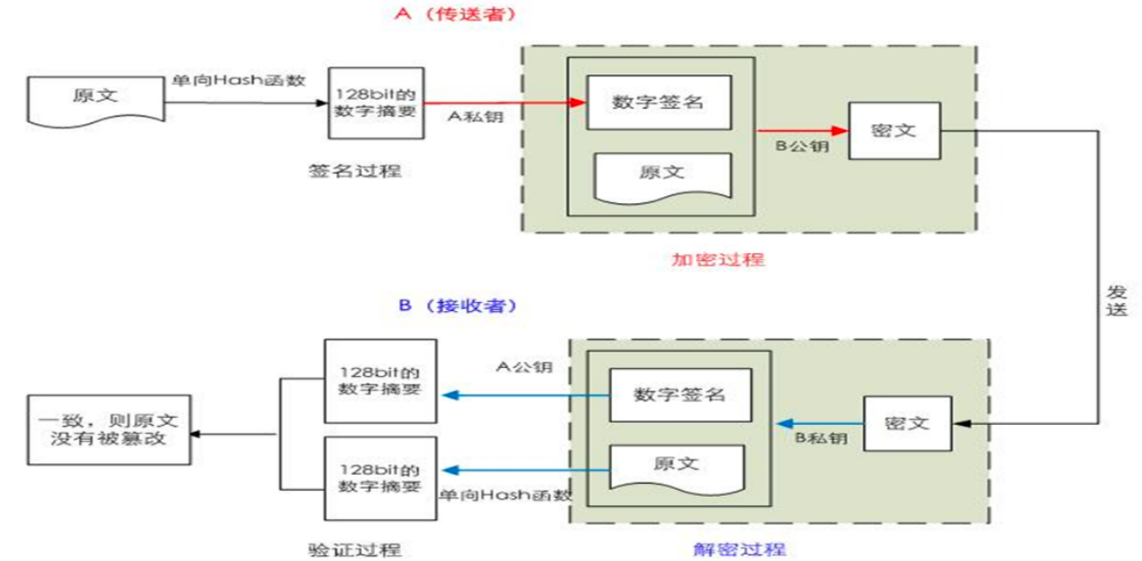 A（传送者）
原文
单向Hash函数
128bit的
数字摘要
A私钥
数字签名
原文
B公钥
密文
签名过程
加密过程
发
送
B（接收者）
一致，则原文
没有被篡改
128bit的
数字摘要
A公钥
数字签名
B私钥
密文
128bit的
数字摘要
单向Hash函数
原文
验证过程
解密过程